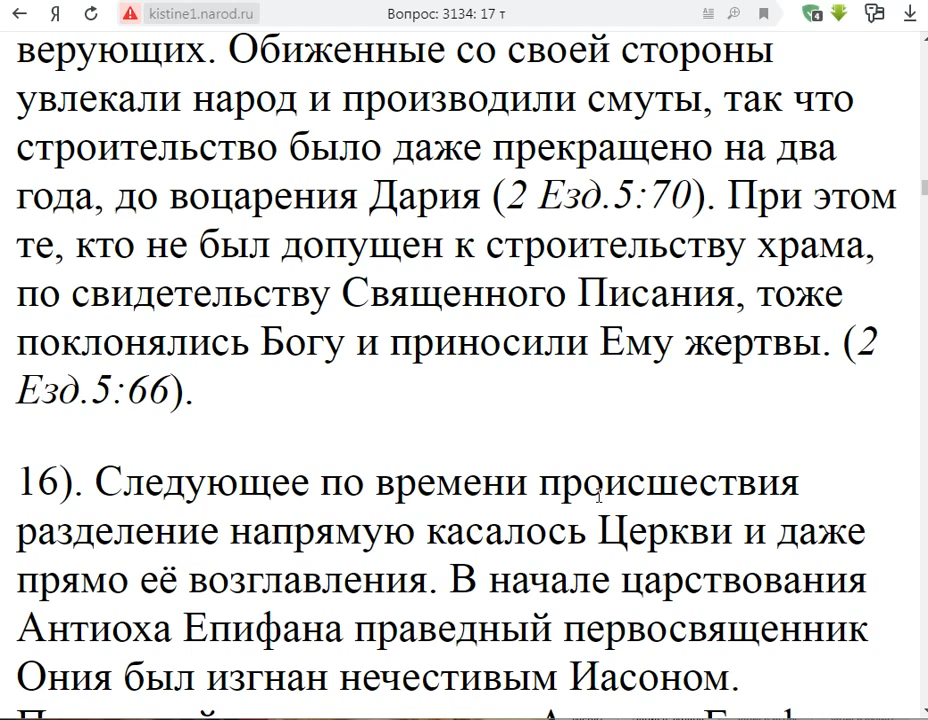 kistine1.narod.ru
Вопрос: 3134: 17 т
верующих. Обиженные со своей стороны
увлекали народ и производили смуты, так что
строительство было даже прекращено на два
года, до воцарения Дария (2 Езд.5:70). При этом
те, кто не был допущен к строительству храма,
по свидетельству Священного Писания, тоже
поклонялись Богу и приносили Ему жертвы. (2
Езд.5:66).
16). Следующее по времени происшествия
разделение напрямую касалось Церкви и даже
прямо её возглавления. В начале царствования
Антиоха Епифана праведный первосвященник
Ония был изгнан нечестивым Иасоном.